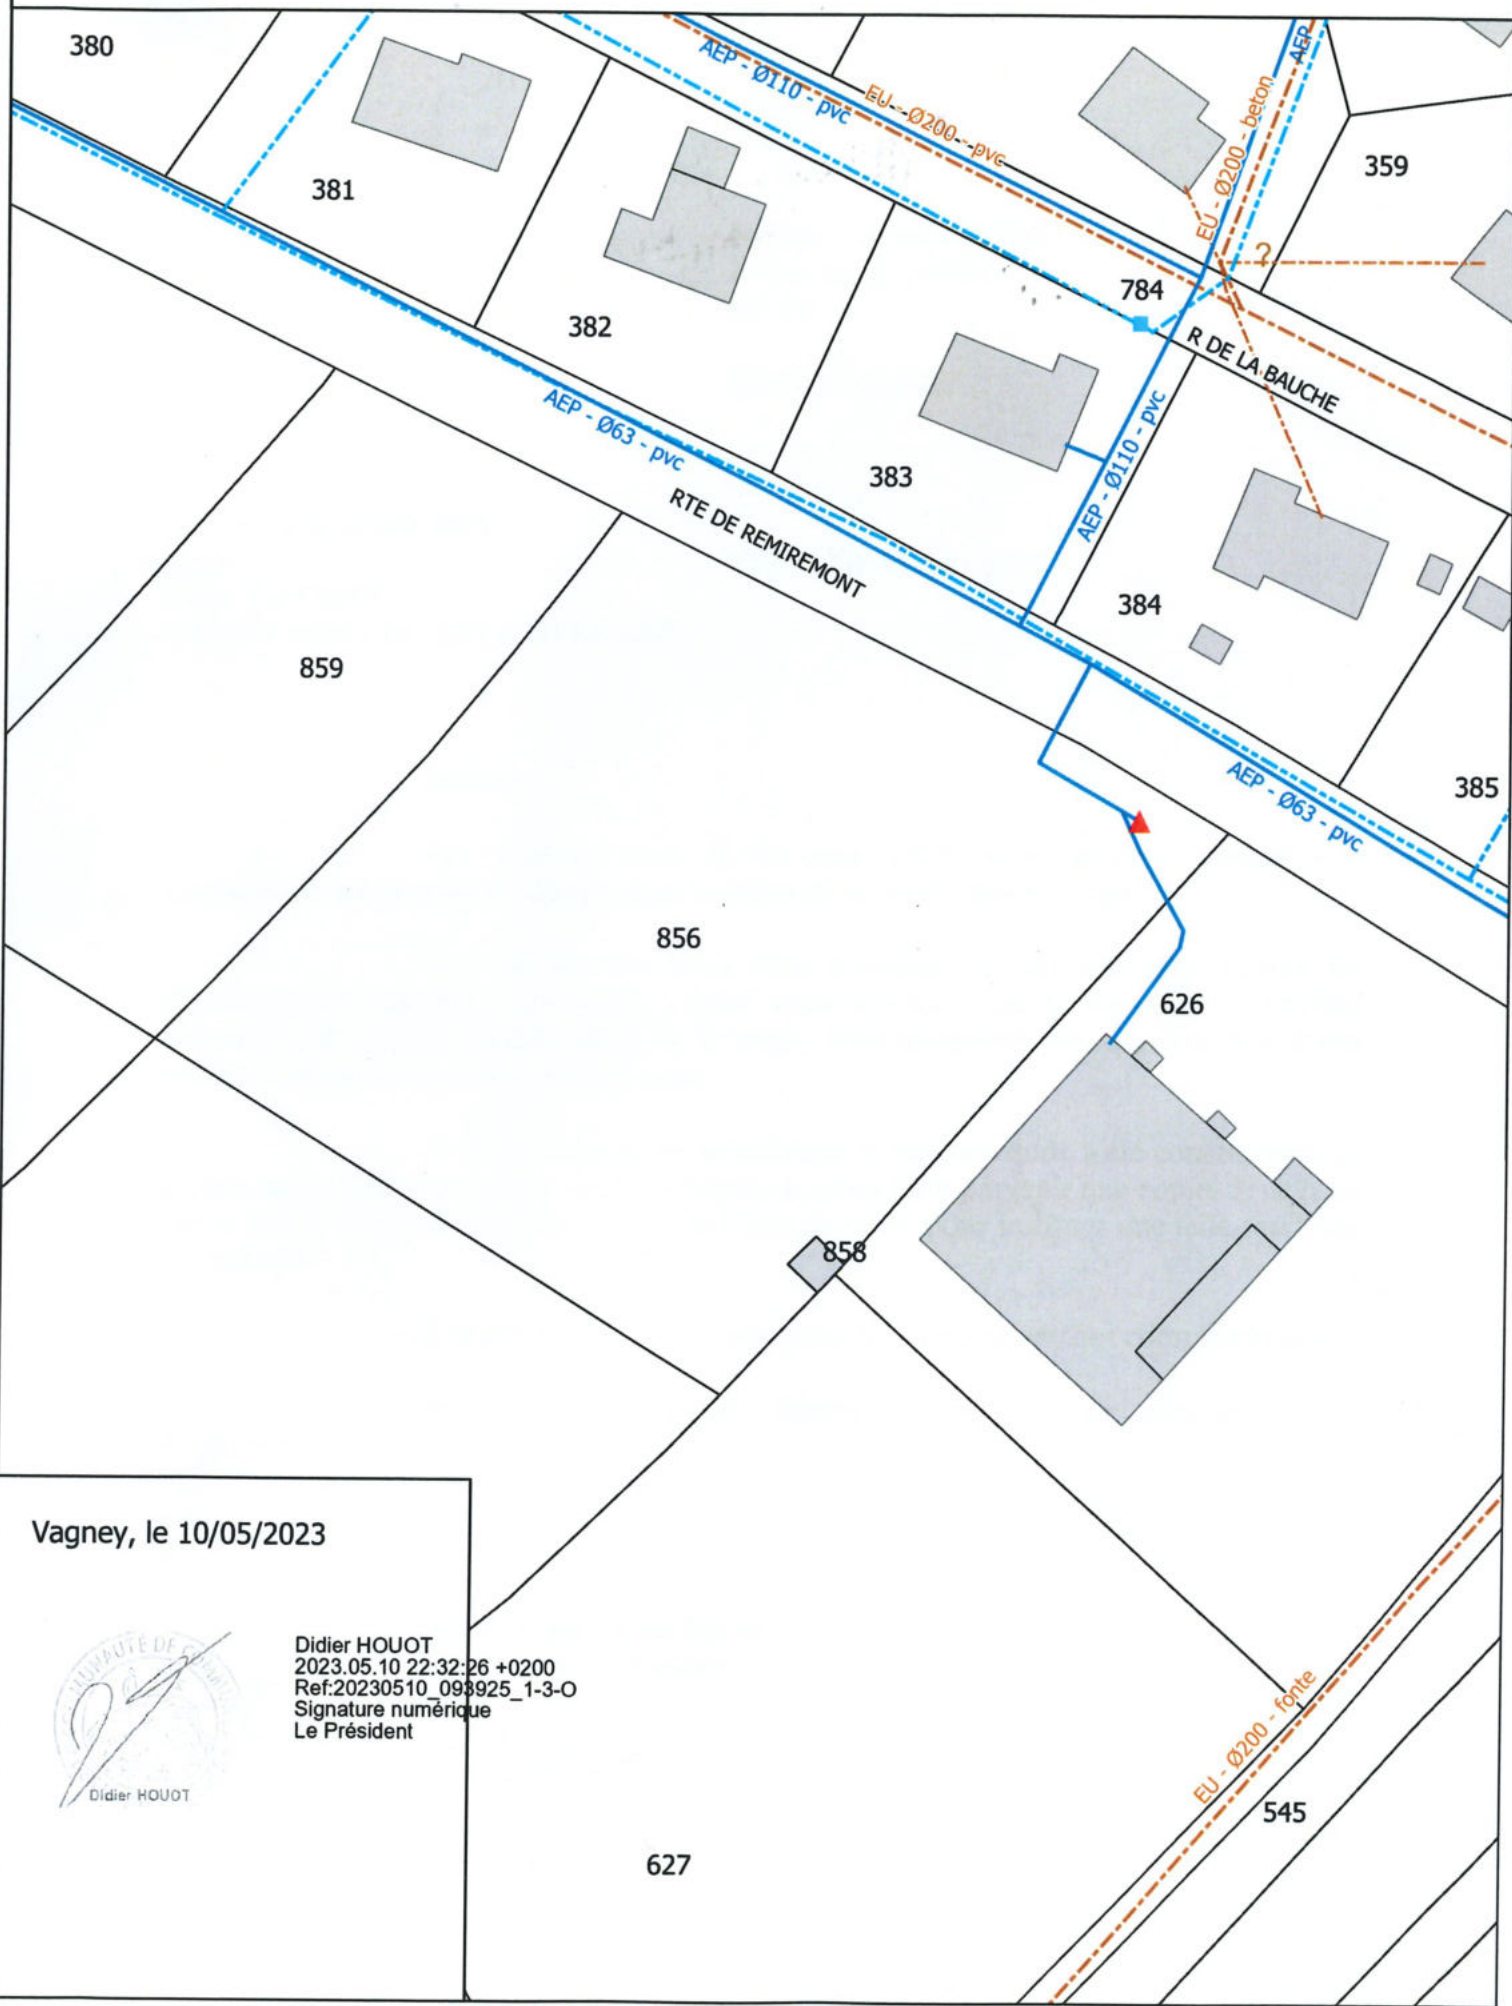 380
AEP - Ø110 - pvc
EU - Ø200 - pvc
EU - Ø200 - beton
AEP
359
381
382
784
?
R DE LA BAUCHE
AEP - Ø63 - pvc
AEP - Ø110 - pvc
383
RTE DE REMIREMONT
384
859
385
AEP - Ø63 - pvc
856
626
858
Vagney, le 10/05/2023
Didier HOUOT
2023.05.10 22:32:26 +0200
Ref:20230510_093925_1-3-O
Signature numérique
Le Président
Didier HOUOT
EU - Ø200 - fonte
545
627